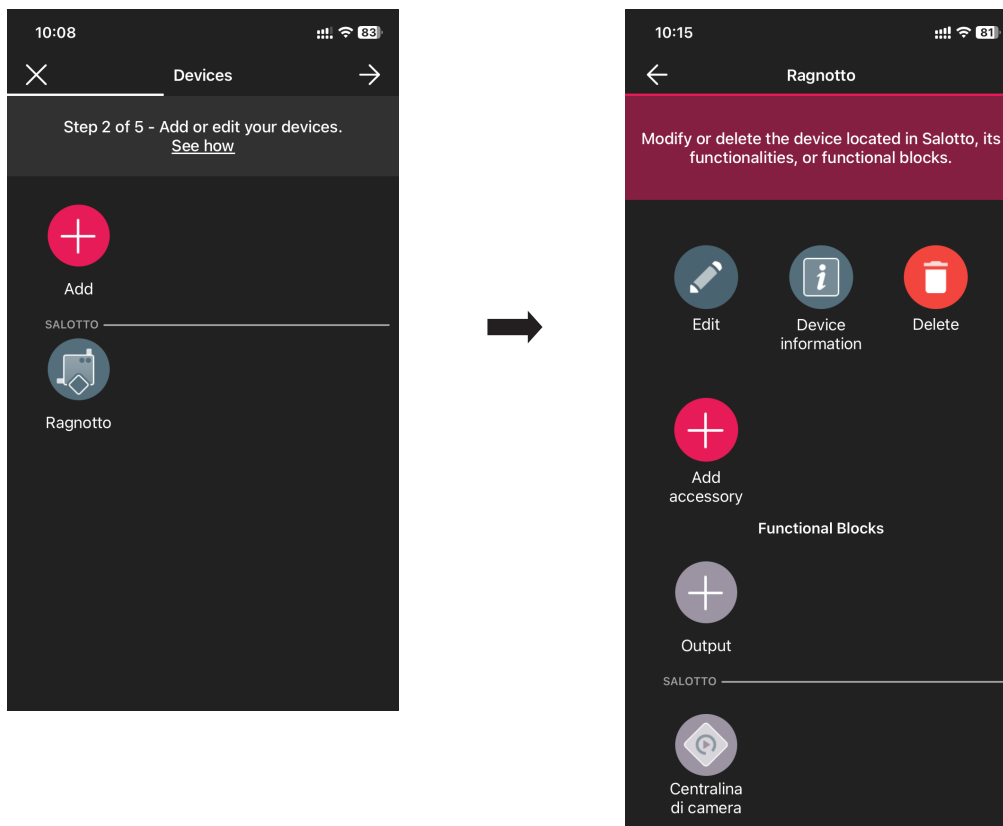 10:08
83
Devices
Step 2 of 5 - Add or edit your devices.
See how
Add
SALOTTO
Ragnotto
10:15
81
Ragnotto
Modify or delete the device located in Salotto, its
functionalities, or functional blocks.
Edit
Device
information
Delete
Add
accessory
Functional Blocks
Output
SALOTTO
Centralina
di camera